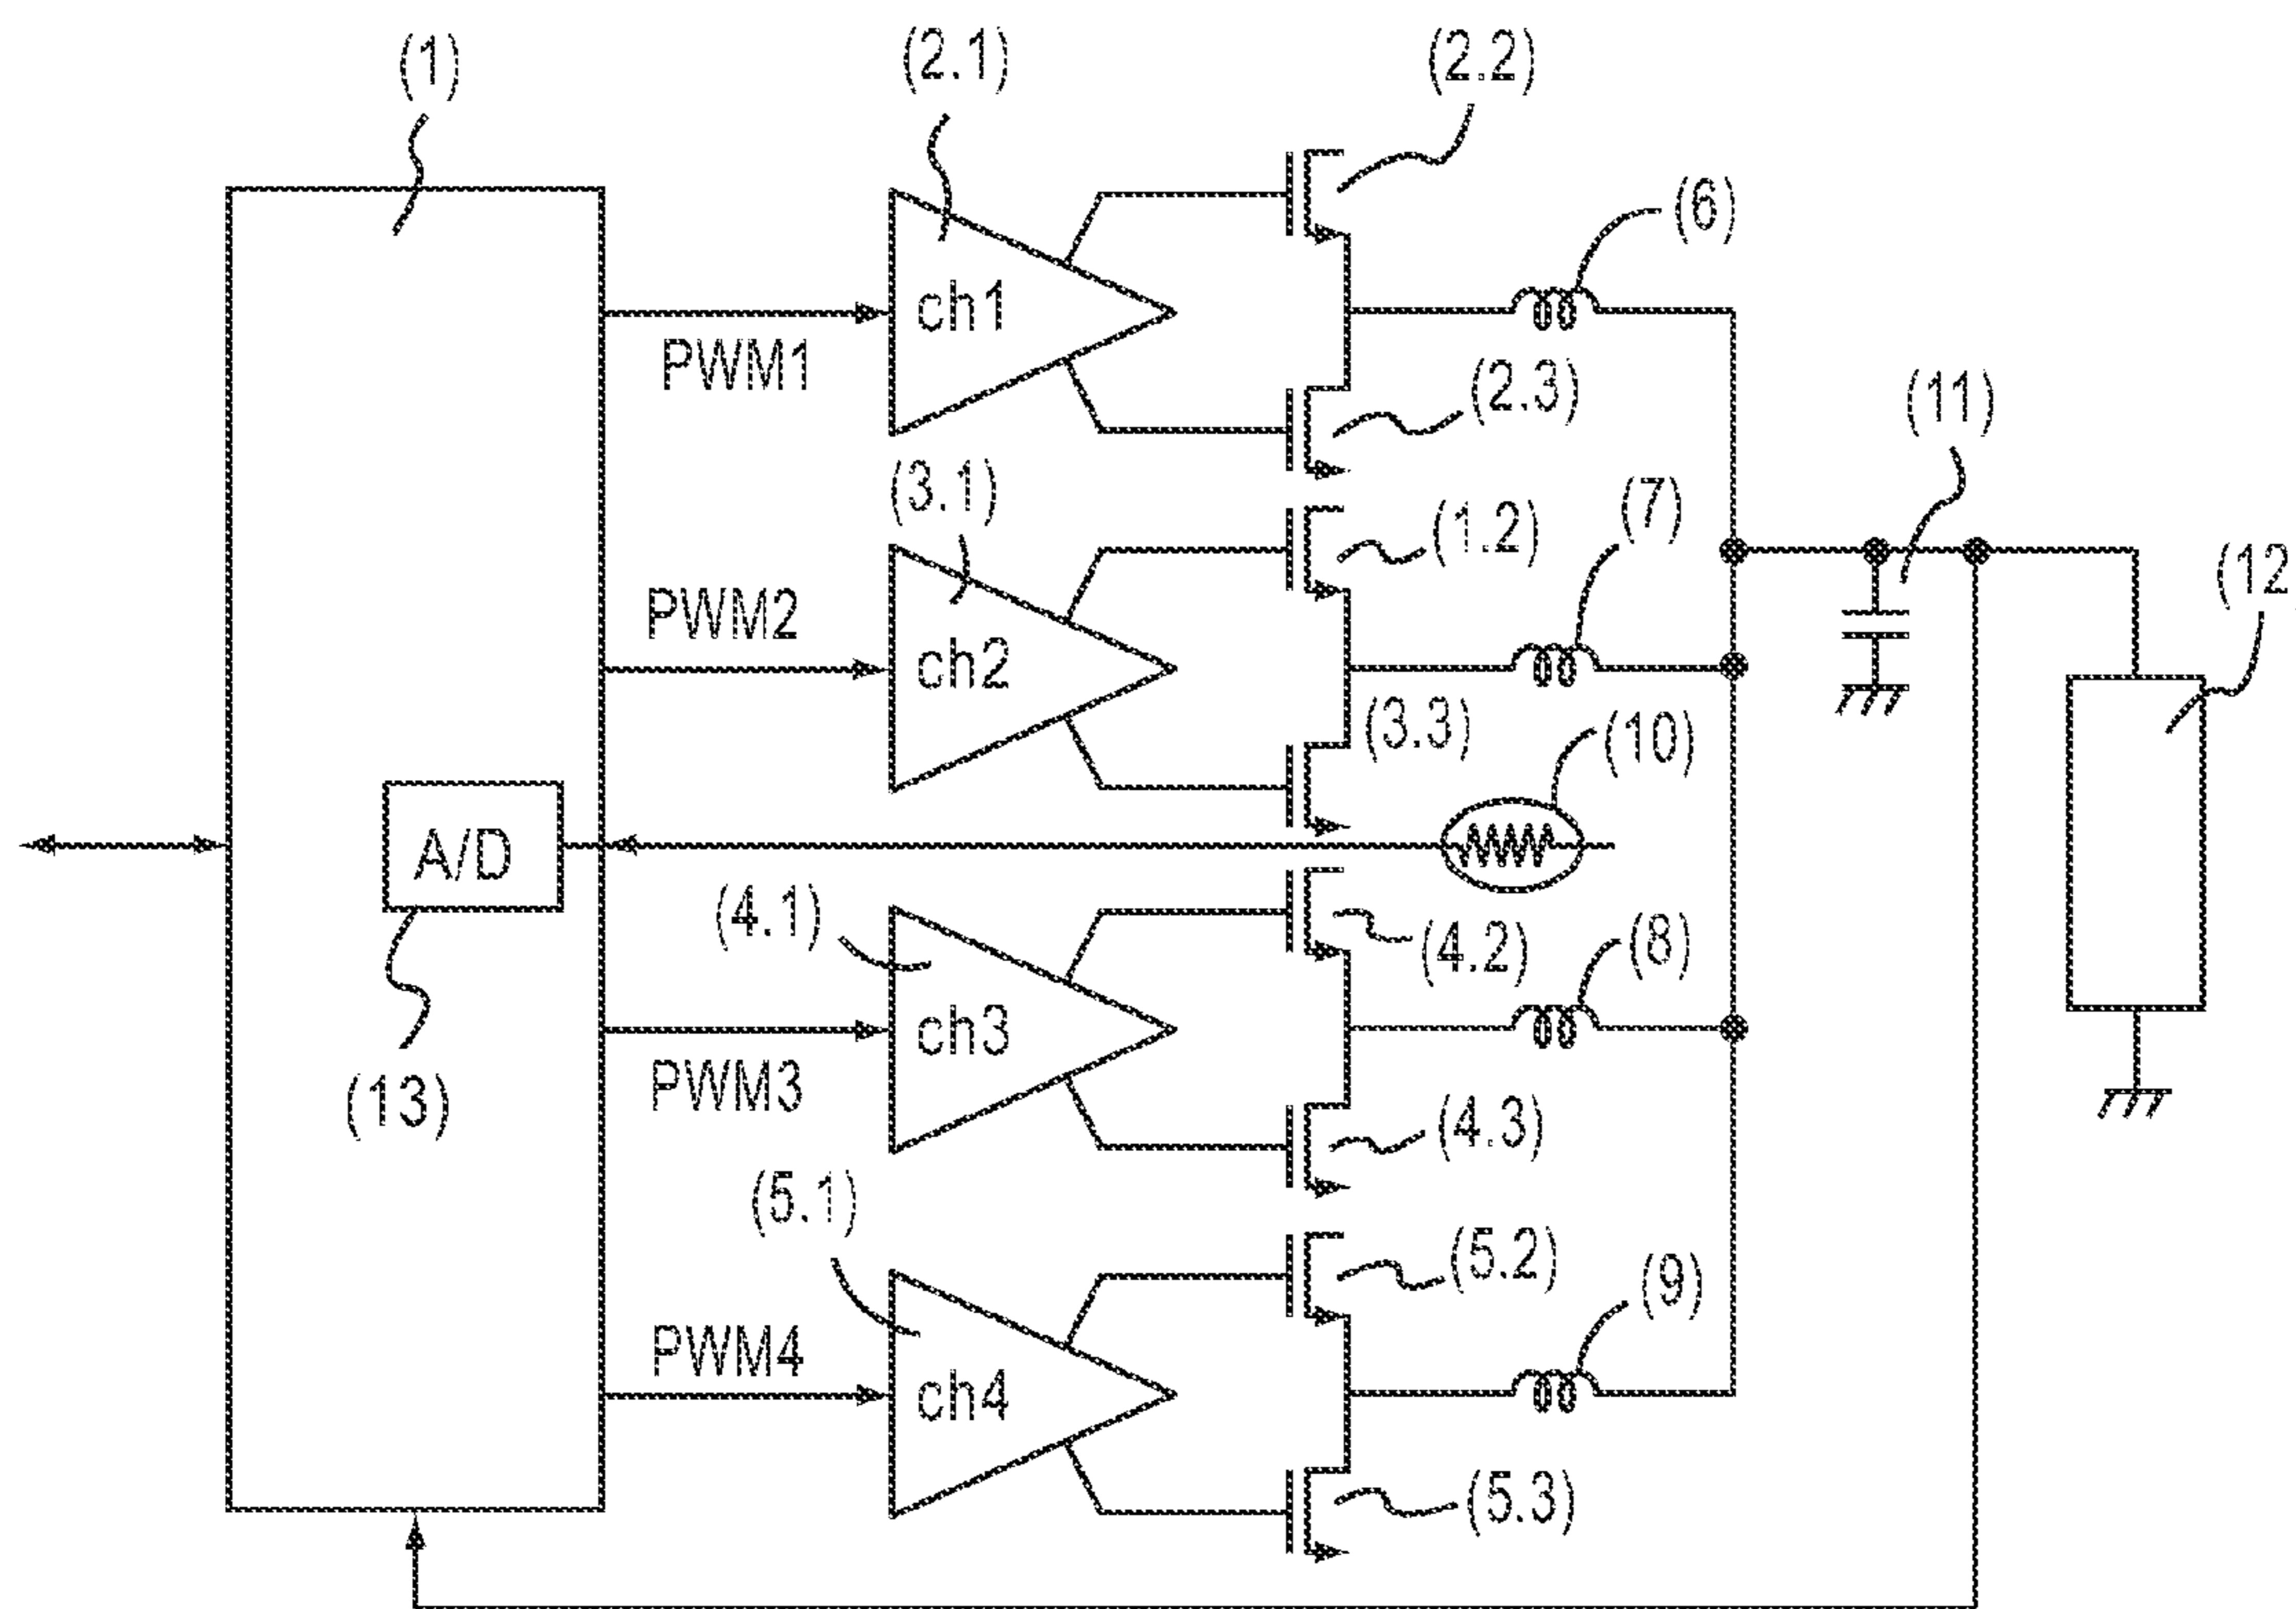 (1)
(2.1)
(2.2)
(6)
ch1
PWM1
(2.3)
(11)
(3.1)
(1.2)
(7)
(12
PWM2
ch2
(3.3)
(10)
A/D
(4.1)
(4.2)
(8)
ch3
PWM3
(13)
(4.3)
(5.1)
(5.2)
(9)
PWM4
ch4
(5.3)